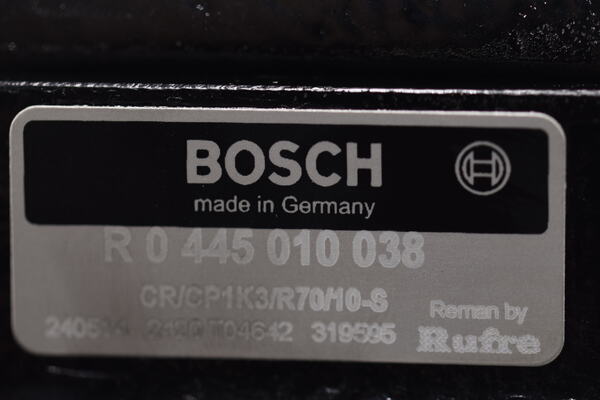 BOSCH
made in Germany
R 0 445 010 038
CR/CP1K3/R70/10-S
319595
Reman by
Rufre